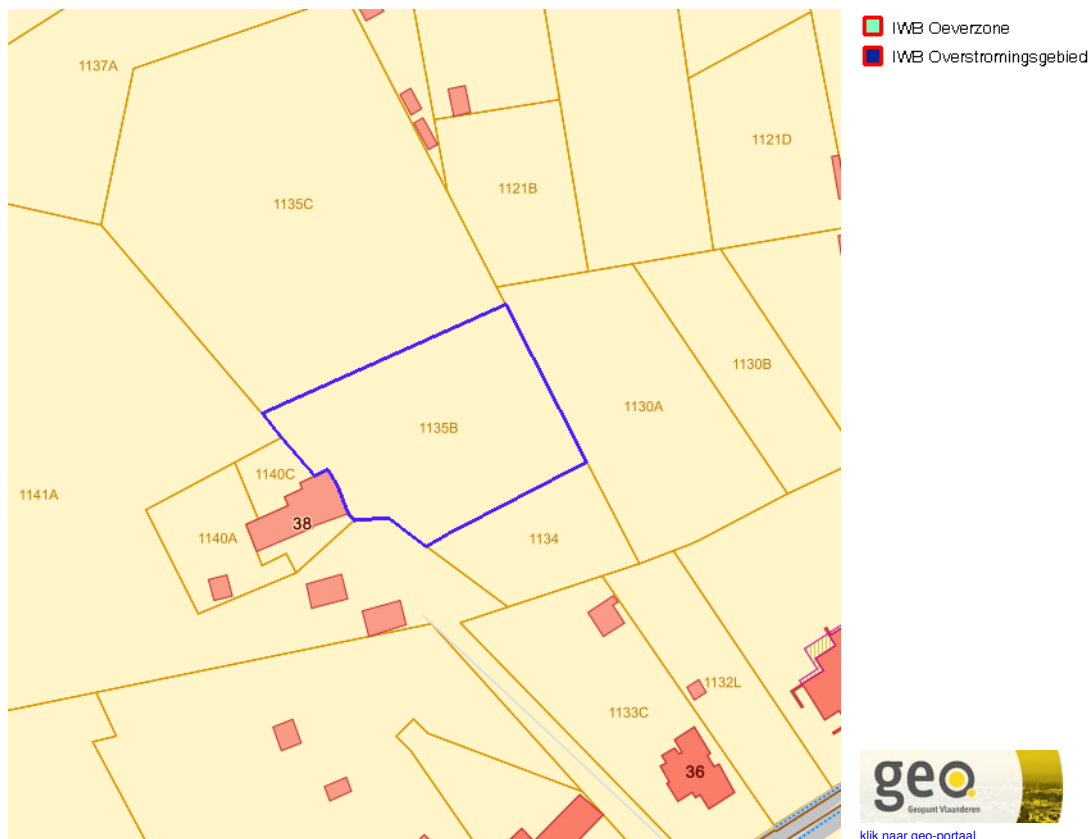 IWB Oeverzone
IWB Overstromingsgebied
1137A
1121D
1121B
1135C
1130B
1130A
1135B
1140C
1141A
38
1140A
1134
1132L
1133C
36
geo
Geopunt Vlaanderen
klik naar geo-portaal